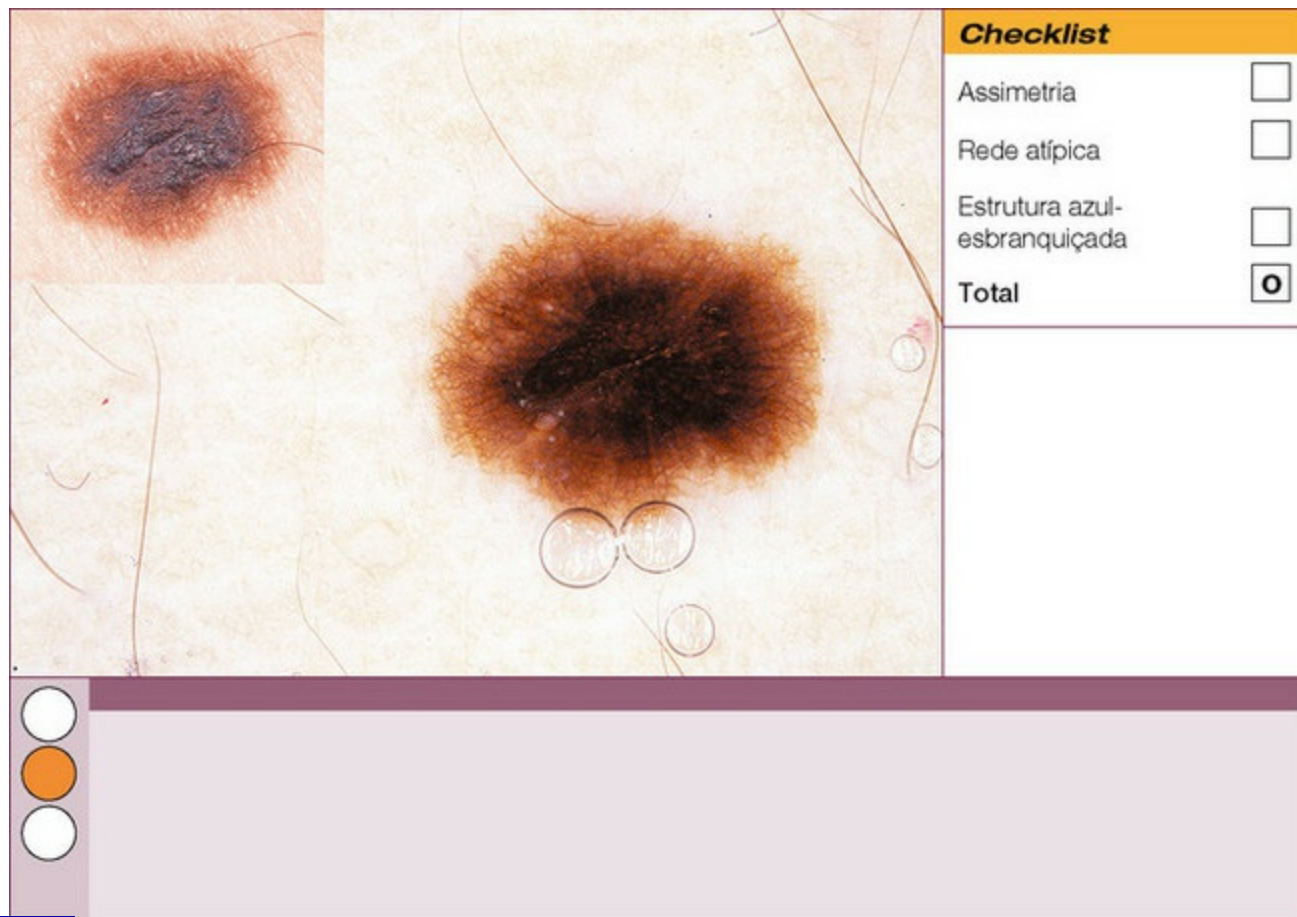 Checklist
Assimetria
Rede atípica
Estrutura azul-
esbranquiçada
Total 0